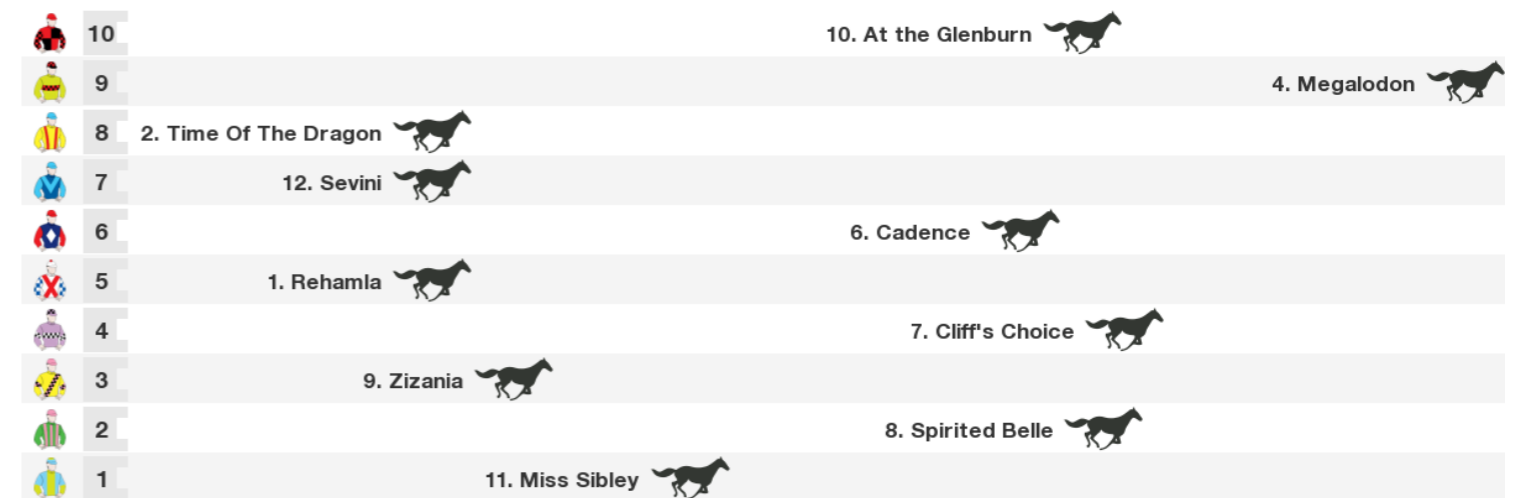 10 10. At the Glenburn
9 4. Megalodon
8 2. Time Of The Dragon
7 12. Sevini
6 6. Cadence
5 1. Rehamla
4 7. Cliff's Choice
3 9. Zizania
2 8. Spirited Belle
1 11. Miss Sibley